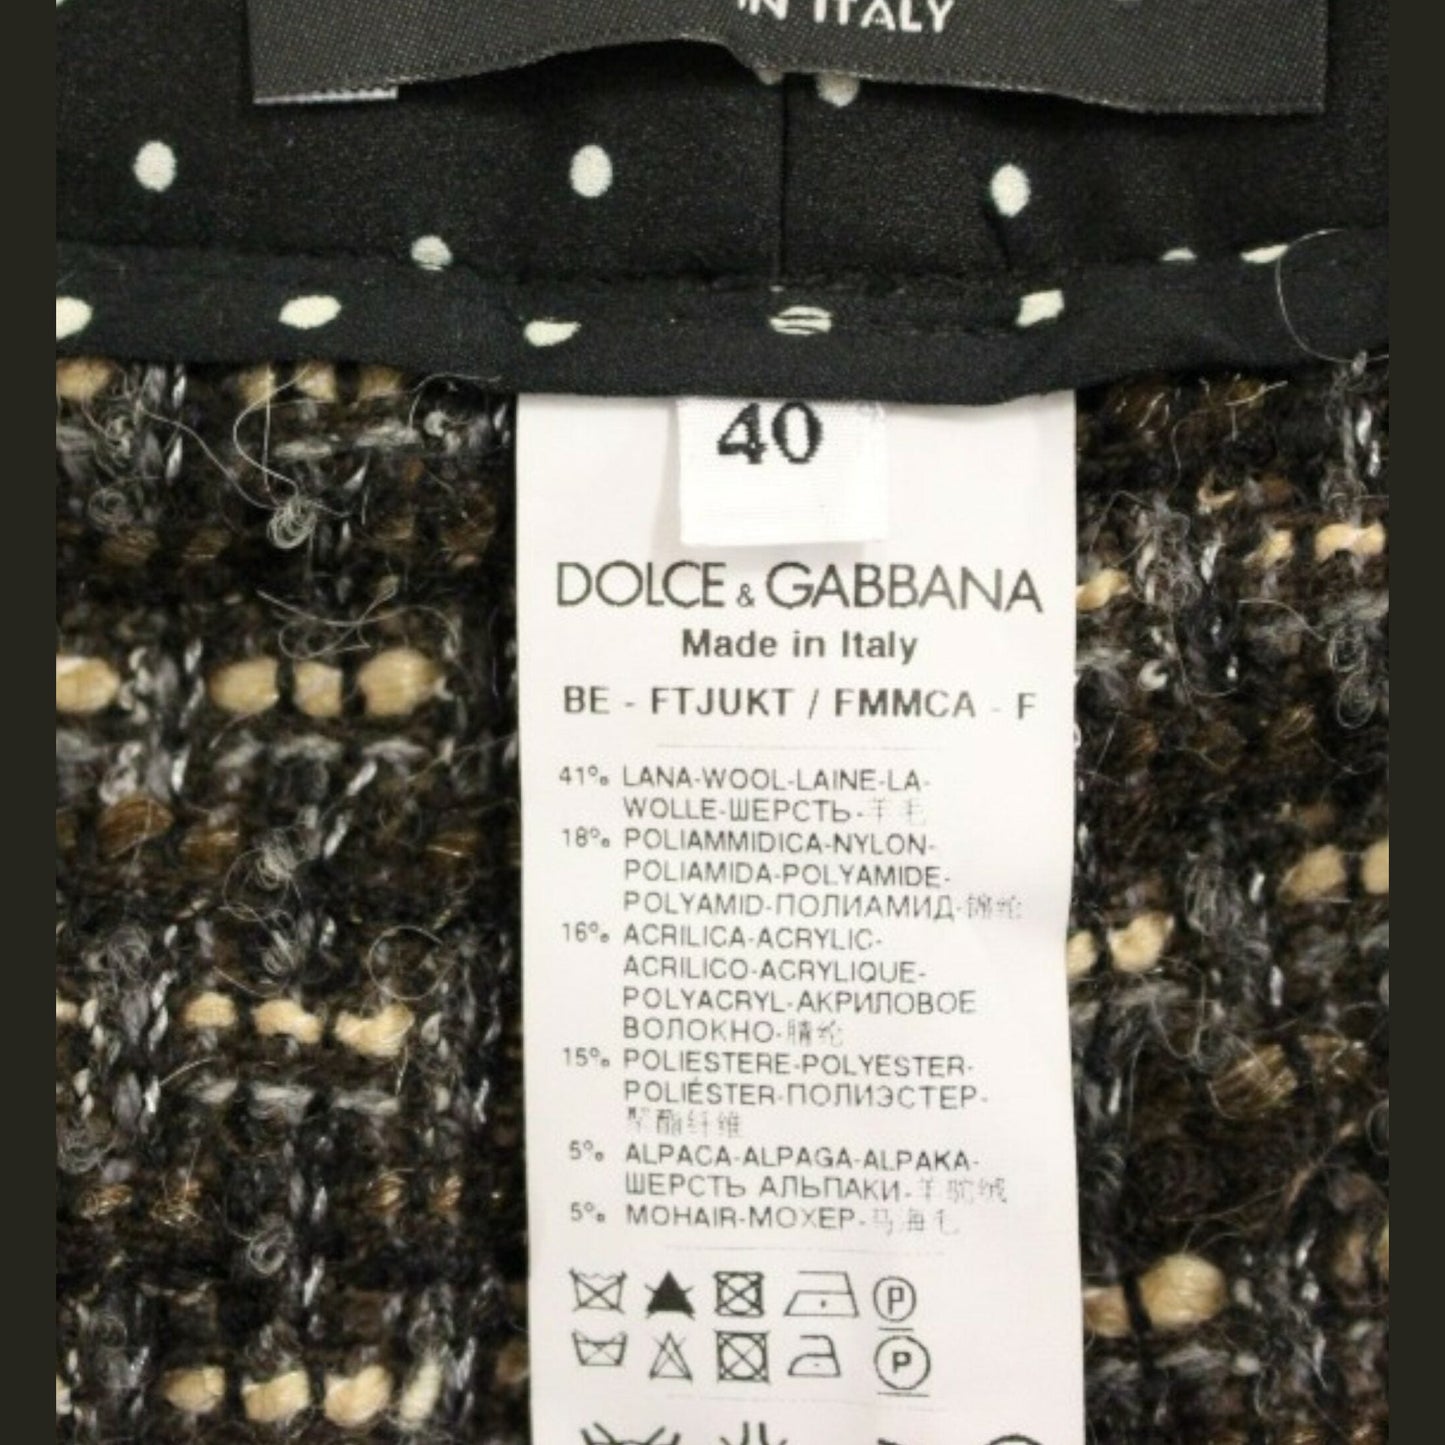 IN ITALY
40
DOLCE & GABBANA
Made in Italy
BE - FTJUKT / FMMCA - F
41% LANA-WOOL-LAINE-LA-
WOLLE-ШЕРСТЬ-羊毛
18% POLIAMMIDICA-NYLON-
POLIAMIDA-POLYAMIDE-
POLYAMID-ПОЛИАМИД-锦纶
16% ACRILICA-ACRYLIC-
ACRILICO-ACRYLIQUE-
POLYACRYL-АКРИЛОВОЕ
ВОЛОКНО-腈纶
15% POLIESTERE-POLYESTER-
POLIÉSTER-ПОЛИЭСТЕР-
聚酯纤维
5% ALPACA-ALPAGA-ALPAKA-
ШЕРСТЬ АЛЬПАКИ-羊驼绒
5% MOHAIR-МОХЕР-马海毛
P
P